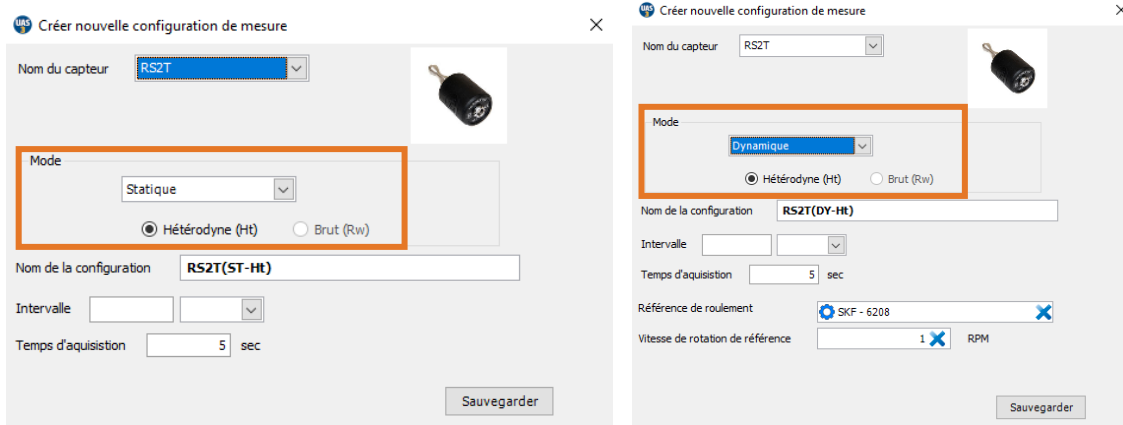 Créer nouvelle configuration de mesure
Nom du capteur RS2T
Mode
Statique
Hétérodyne (Ht) Brut (Rw)
Nom de la configuration RS2T(ST-Ht)
Intervalle
Temps d'aquisistion 5 sec
Sauvegarder
Créer nouvelle configuration de mesure
Nom du capteur RS2T
Mode
Dynamique
Hétérodyne (Ht) Brut (Rw)
Nom de la configuration RS2T(DY-Ht)
Intervalle
Temps d'aquisistion 5 sec
Référence de roulement SKF - 6208
Vitesse de rotation de référence 1 RPM
Sauvegarder